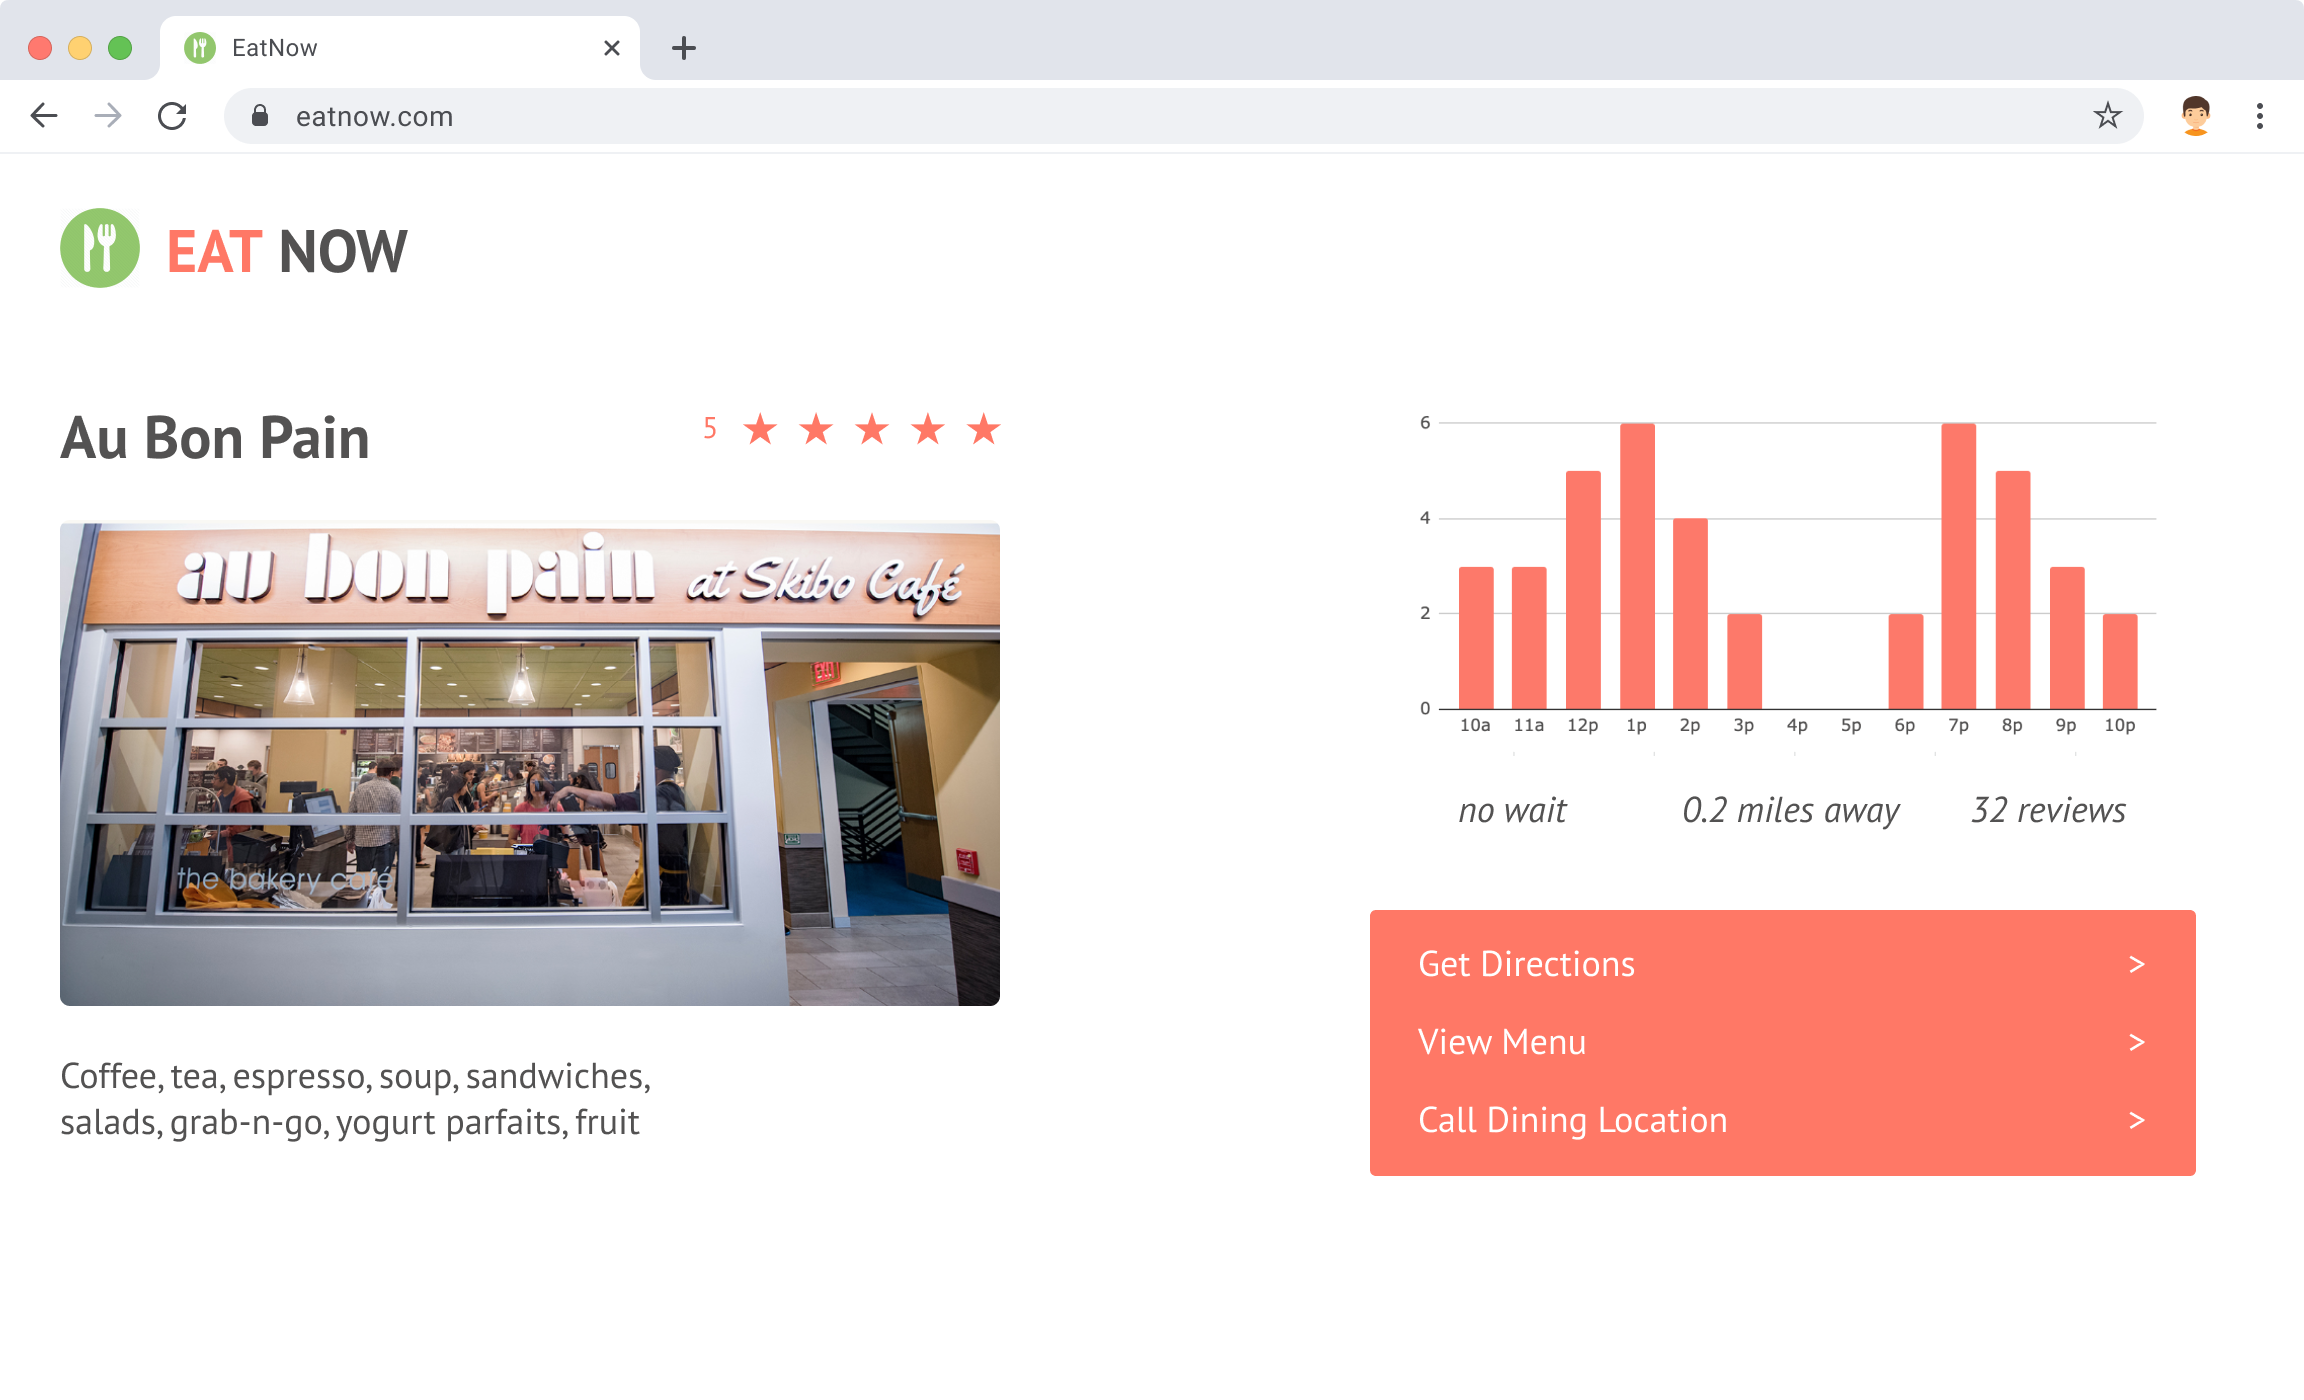 EatNow
eatnow.com
EAT NOW
Au Bon Pain
5
au bon pain at Skibo Café
EXIT
the bakery café
Coffee, tea, espresso, soup, sandwiches,
salads, grab-n-go, yogurt parfaits, fruit
6
4
2
0
10a 11a 12p 1p 2p 3p 4p 5p 6p 7p 8p 9p 10p
no wait 0.2 miles away 32 reviews
Get Directions >
View Menu >
Call Dining Location >